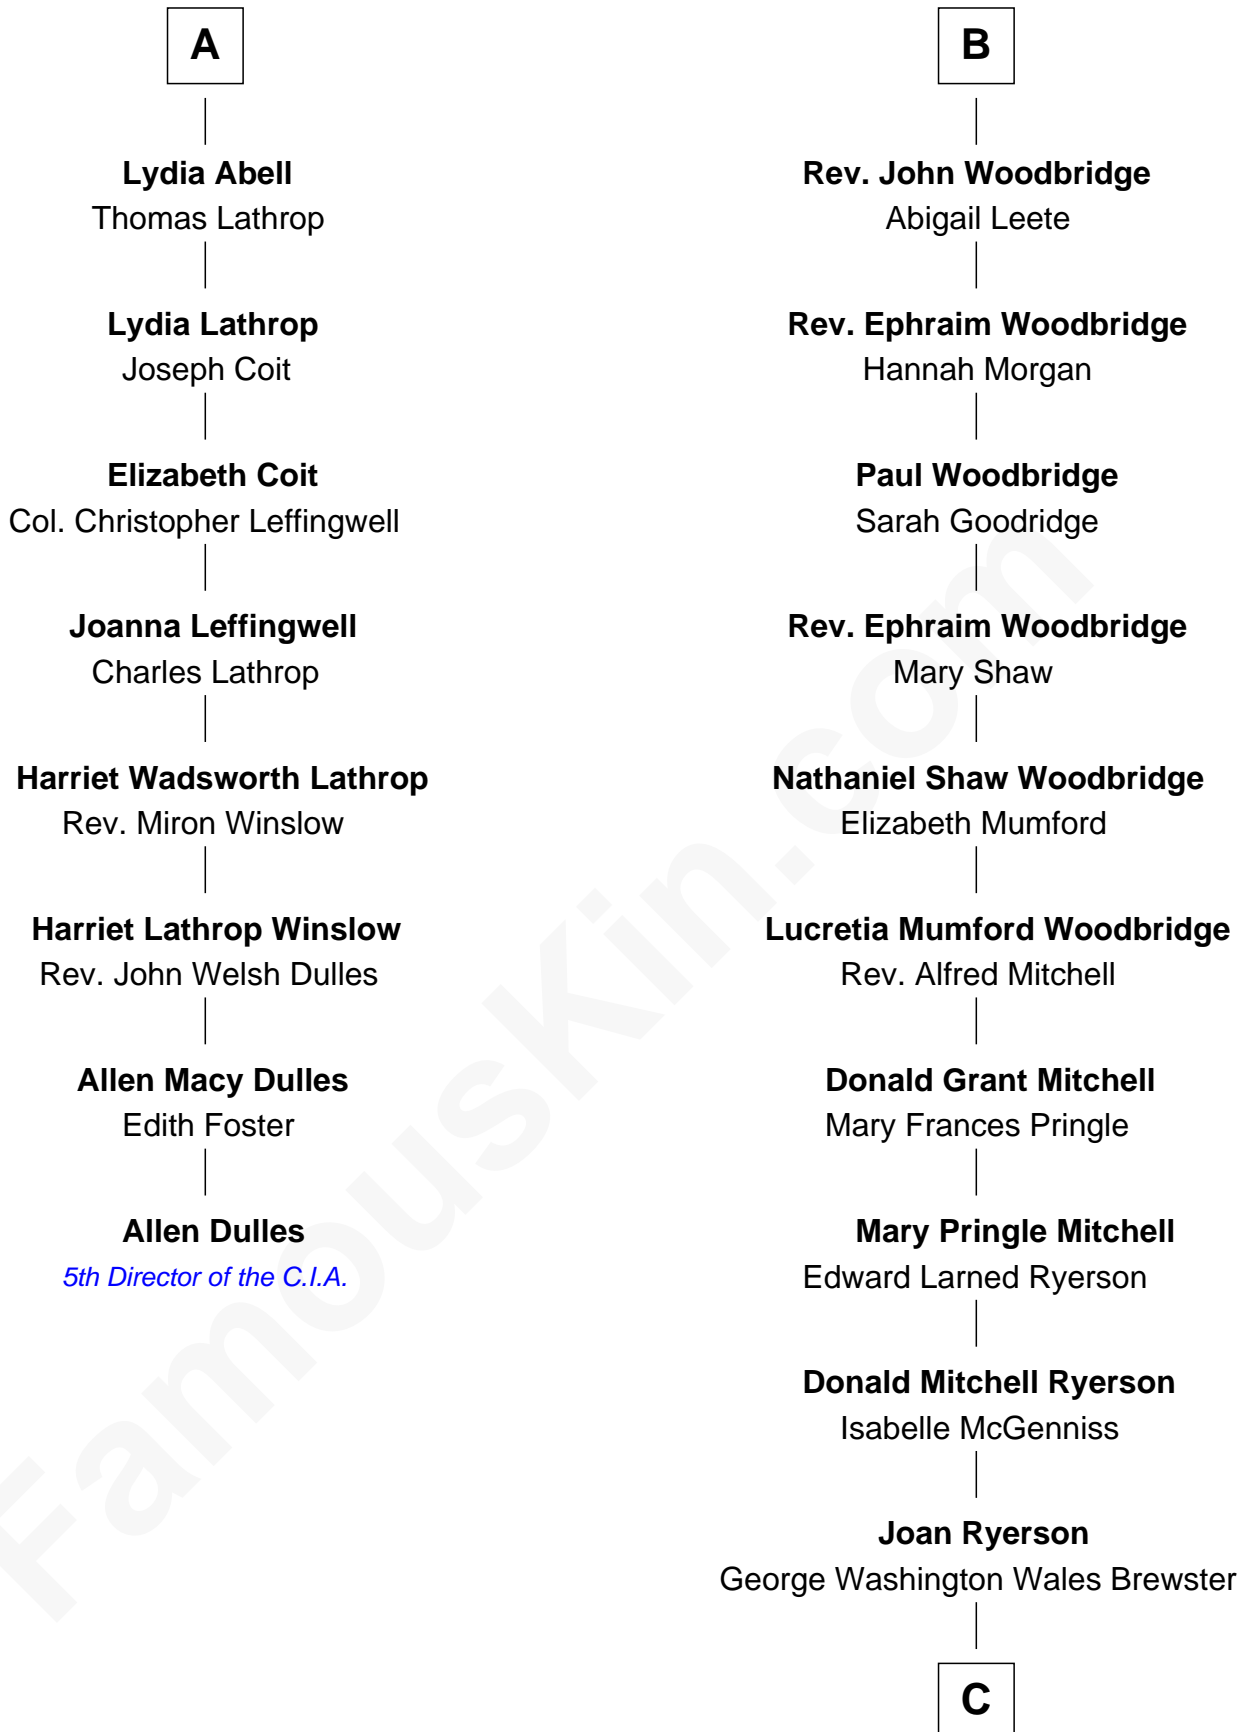 A
Lydia Abell
Thomas Lathrop
Lydia Lathrop
Joseph Coit
Elizabeth Coit
Col. Christopher Leffingwell
Joanna Leffingwell
Charles Lathrop
Harriet Wadsworth Lathrop
Rev. Miron Winslow
Harriet Lathrop Winslow
Rev. John Welsh Dulles
Allen Macy Dulles
Edith Foster
Allen Dulles
5th Director of the C.I.A.
B
Rev. John Woodbridge
Abigail Leete
Rev. Ephraim Woodbridge
Hannah Morgan
Paul Woodbridge
Sarah Goodridge
Rev. Ephraim Woodbridge
Mary Shaw
Nathaniel Shaw Woodbridge
Elizabeth Mumford
Lucretia Mumford Woodbridge
Rev. Alfred Mitchell
Donald Grant Mitchell
Mary Frances Pringle
Mary Pringle Mitchell
Edward Larned Ryerson
Donald Mitchell Ryerson
Isabelle McGenniss
Joan Ryerson
George Washington Wales Brewster
C
FamousKin.com